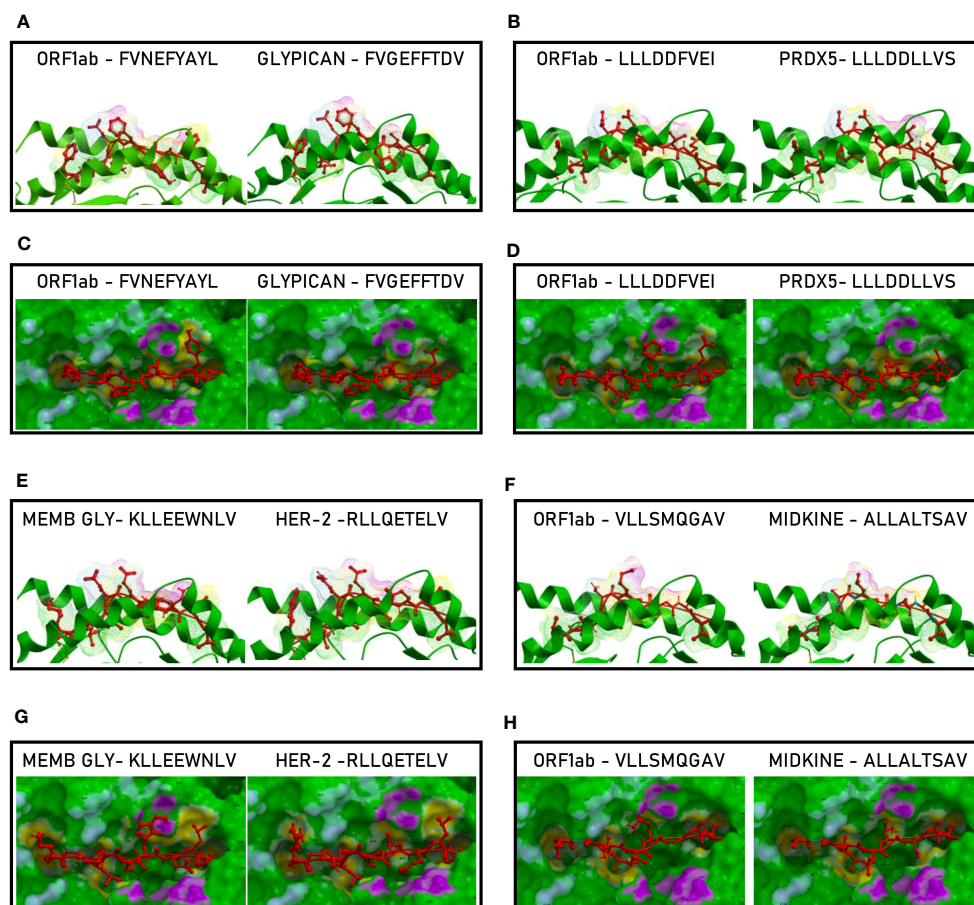 A
B
ORF1ab - FVNEFYAYL
GLYPICAN - FVGEFFTDV
ORF1ab - LLLDDFVEI
PRDX5- LLLDDLLVS
C
D
ORF1ab - FVNEFYAYL
GLYPICAN - FVGEFFTDV
ORF1ab - LLLDDFVEI
PRDX5- LLLDDLLVS
E
F
MEMB GLY- KLLEEWNLV
HER-2 -RLLQETELV
ORF1ab - VLLSMQGAV
MIDKINE - ALLALTSAV
G
H
MEMB GLY- KLLEEWNLV
HER-2 -RLLQETELV
ORF1ab - VLLSMQGAV
MIDKINE - ALLALTSAV